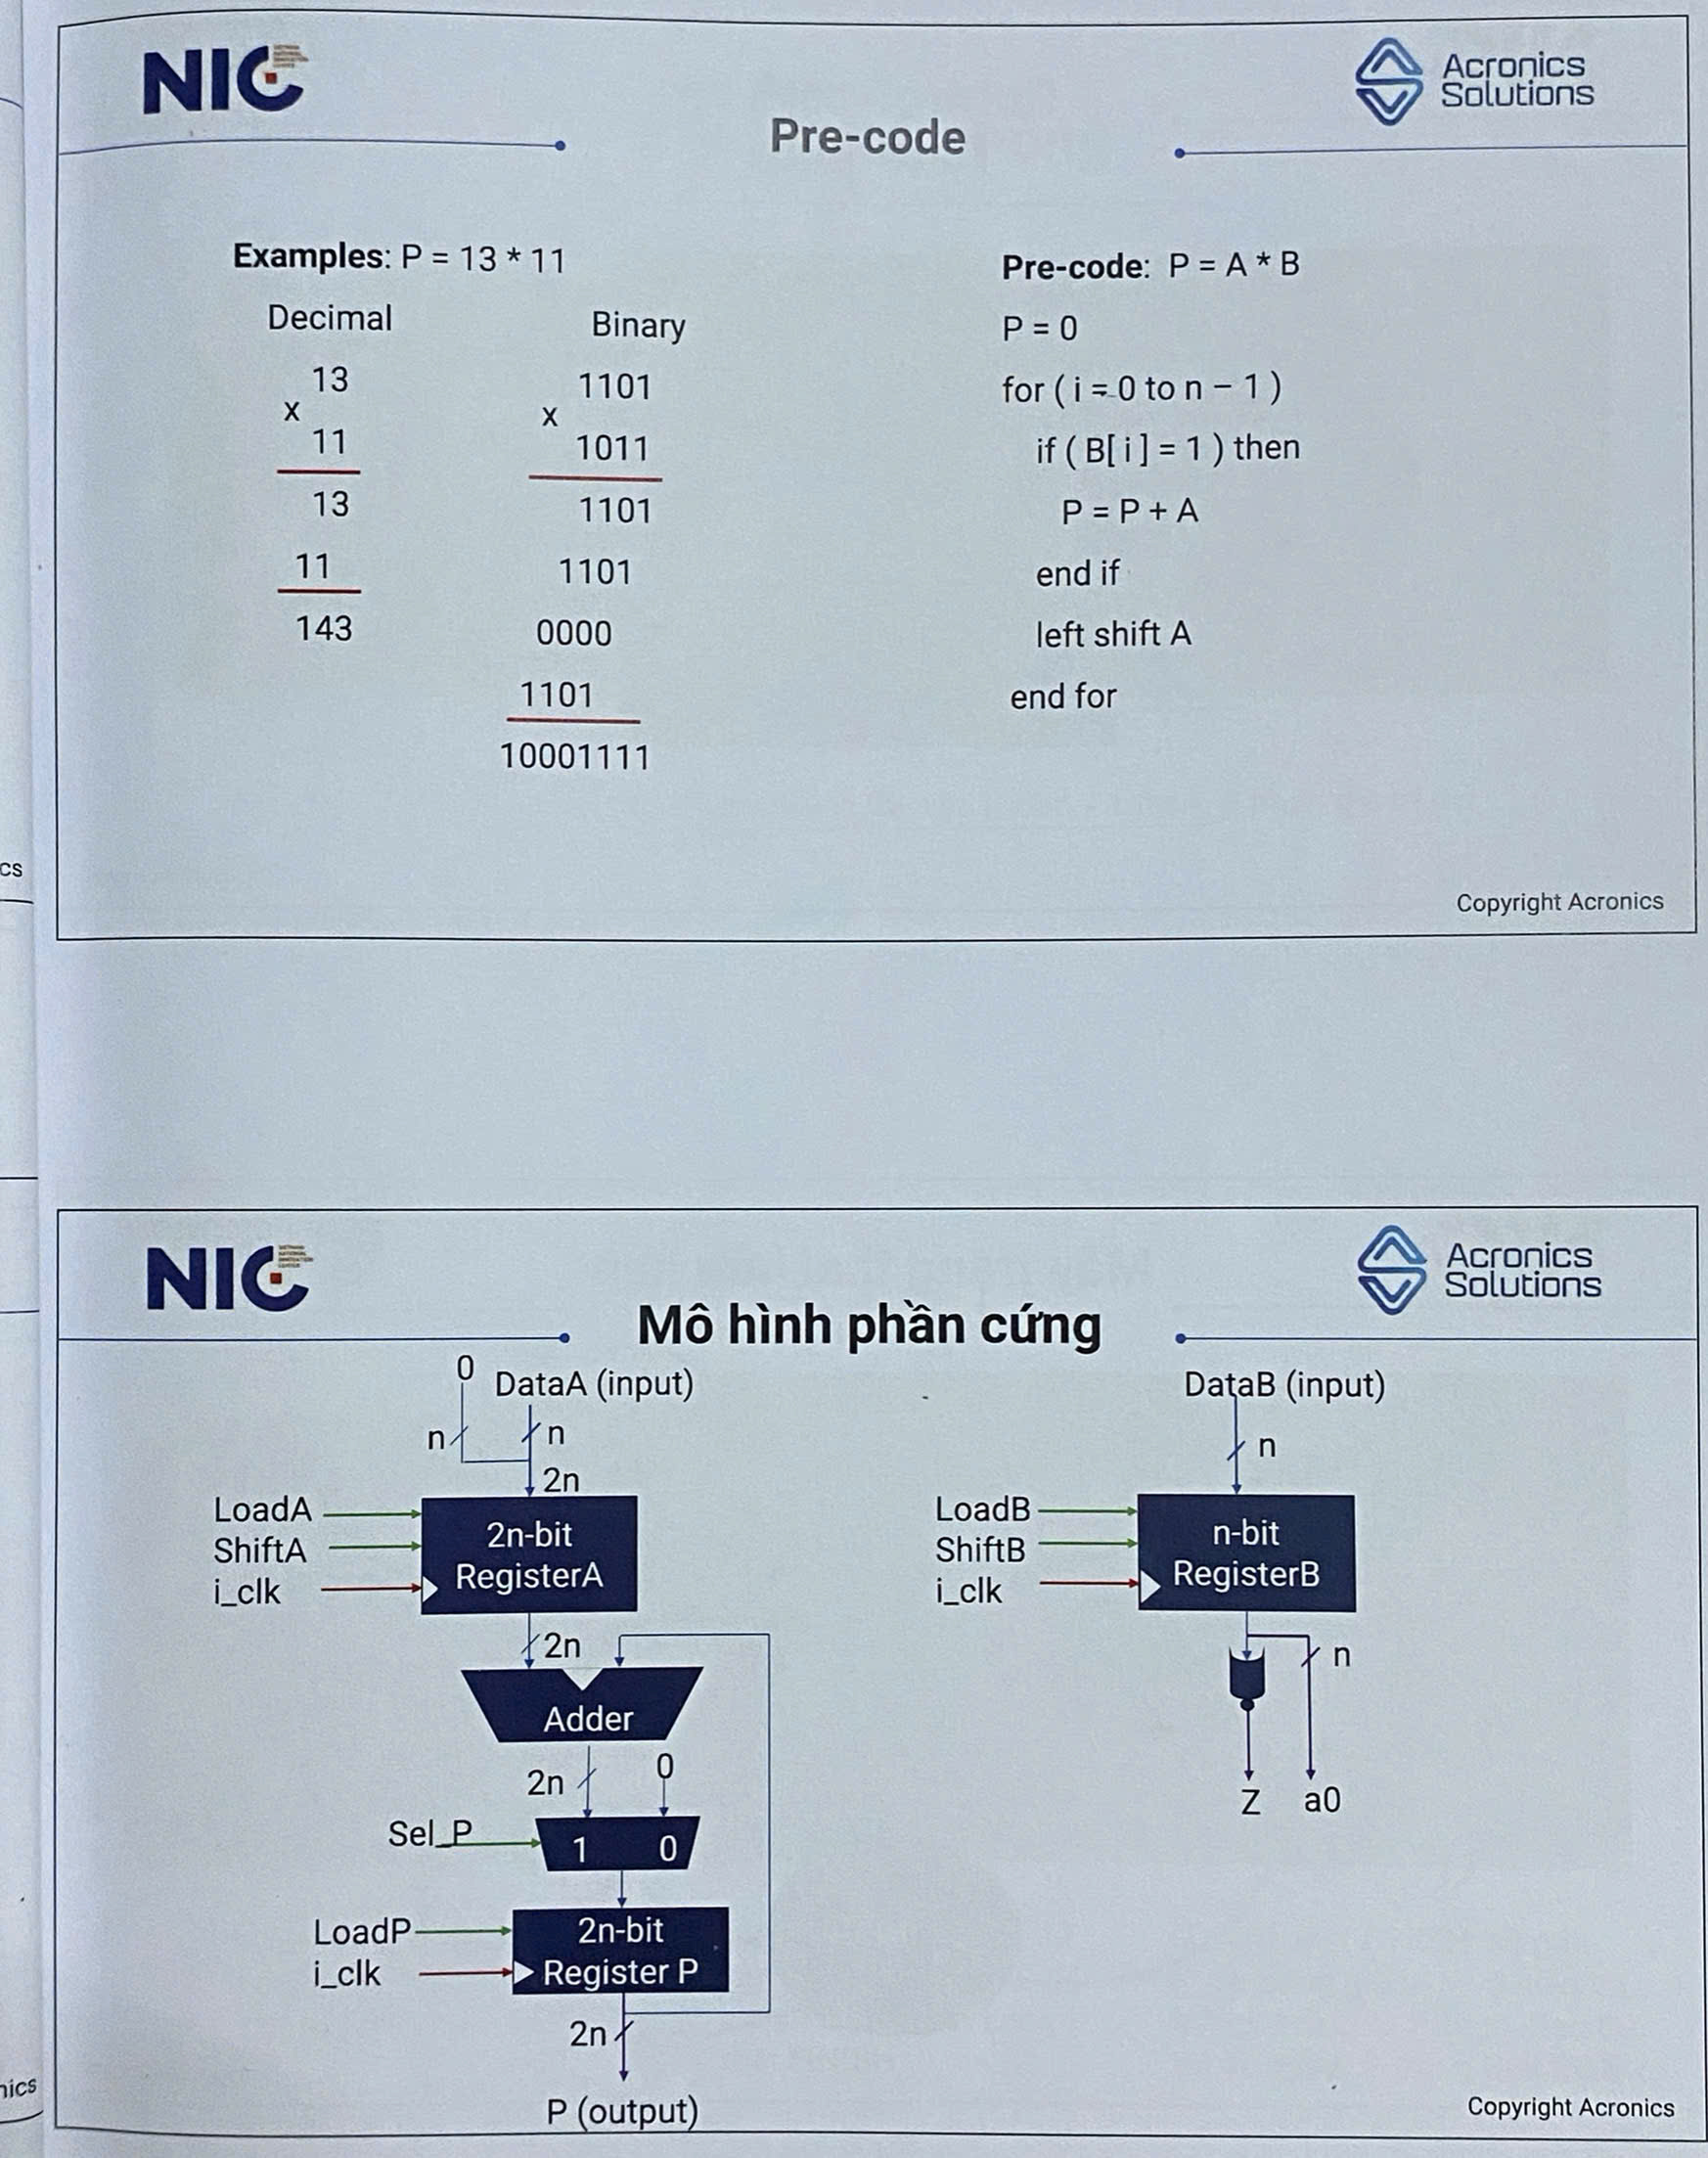 NIC
Acronics
Solutions
Pre-code
Examples: P = 13 * 11
Decimal
Binary
13
x
11
13
11
143
1101
x
1011
1101
1101
0000
1101
10001111
Pre-code: P = A * B
P = 0
for ( i = 0 to n – 1 )
if ( B[ i ] = 1 ) then
P = P + A
end if
left shift A
end for
Copyright Acronics
cs
NIC
Acronics
Solutions
Mô hình phần cứng
0
DataA (input)
n
n
2n
LoadA
ShiftA
i_clk
2n-bit
RegisterA
2n
Adder
2n
0
Sel_P
1
0
LoadP
i_clk
2n-bit
Register P
2n
P (output)
DataB (input)
n
LoadB
ShiftB
i_clk
n-bit
RegisterB
n
Z
a0
Copyright Acronics
nics